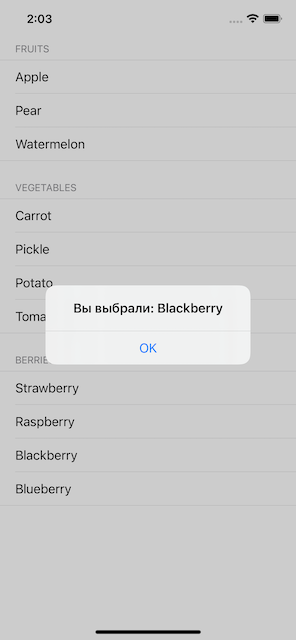 2:03
FRUITS
Apple
Pear
Watermelon
VEGETABLES
Carrot
Pickle
Potato
Toma
Вы выбрали: Blackberry
OK
BERRIE
Strawberry
Raspberry
Blackberry
Blueberry